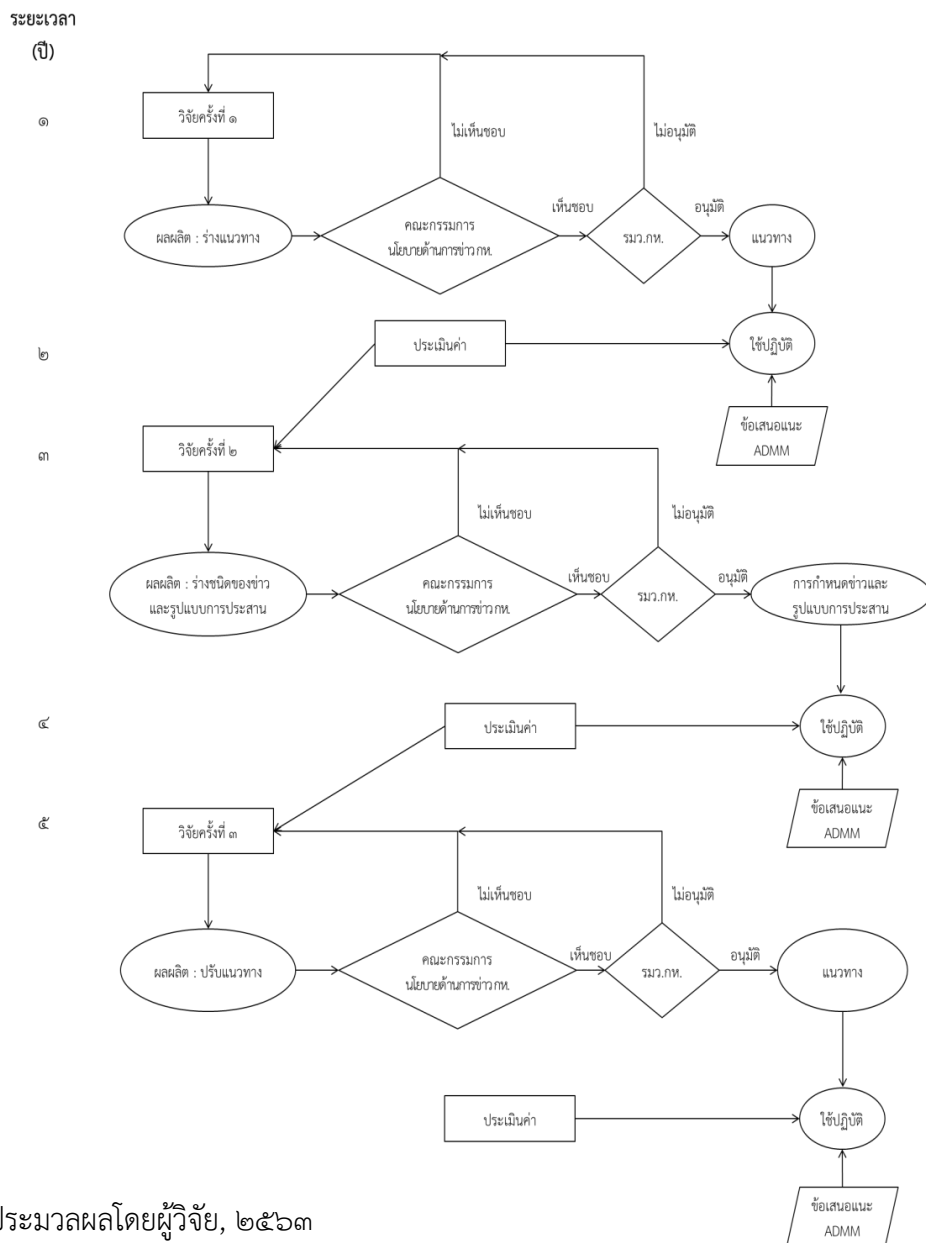 ระยะเวลา
(ปี)
๑
วิจัยครั้งที่ ๑
ไม่เห็นชอบ
ไม่อนุมัติ
ผลผลิต : ร่างแนวทาง
คณะกรรมการ
นโยบายด้านการข่าว กห.
เห็นชอบ
รมว.กห.
อนุมัติ
แนวทาง
๒
ประเมินค่า
ใช้ปฏิบัติ
ข้อเสนอแนะ
ADMM
๓
วิจัยครั้งที่ ๒
ไม่เห็นชอบ
ไม่อนุมัติ
ผลผลิต : ร่างชนิดของข่าว
และรูปแบบการประสาน
คณะกรรมการ
นโยบายด้านการข่าว กห.
เห็นชอบ
รมว.กห.
อนุมัติ
การกำหนดข่าวและ
รูปแบบการประสาน
๔
ประเมินค่า
ใช้ปฏิบัติ
ข้อเสนอแนะ
ADMM
๕
วิจัยครั้งที่ ๓
ไม่เห็นชอบ
ไม่อนุมัติ
ผลผลิต : ปรับแนวทาง
คณะกรรมการ
นโยบายด้านการข่าว กห.
เห็นชอบ
รมว.กห.
อนุมัติ
แนวทาง
ประเมินค่า
ใช้ปฏิบัติ
ข้อเสนอแนะ
ADMM
ประมวลผลโดยผู้วิจัย, ๒๕๖๓